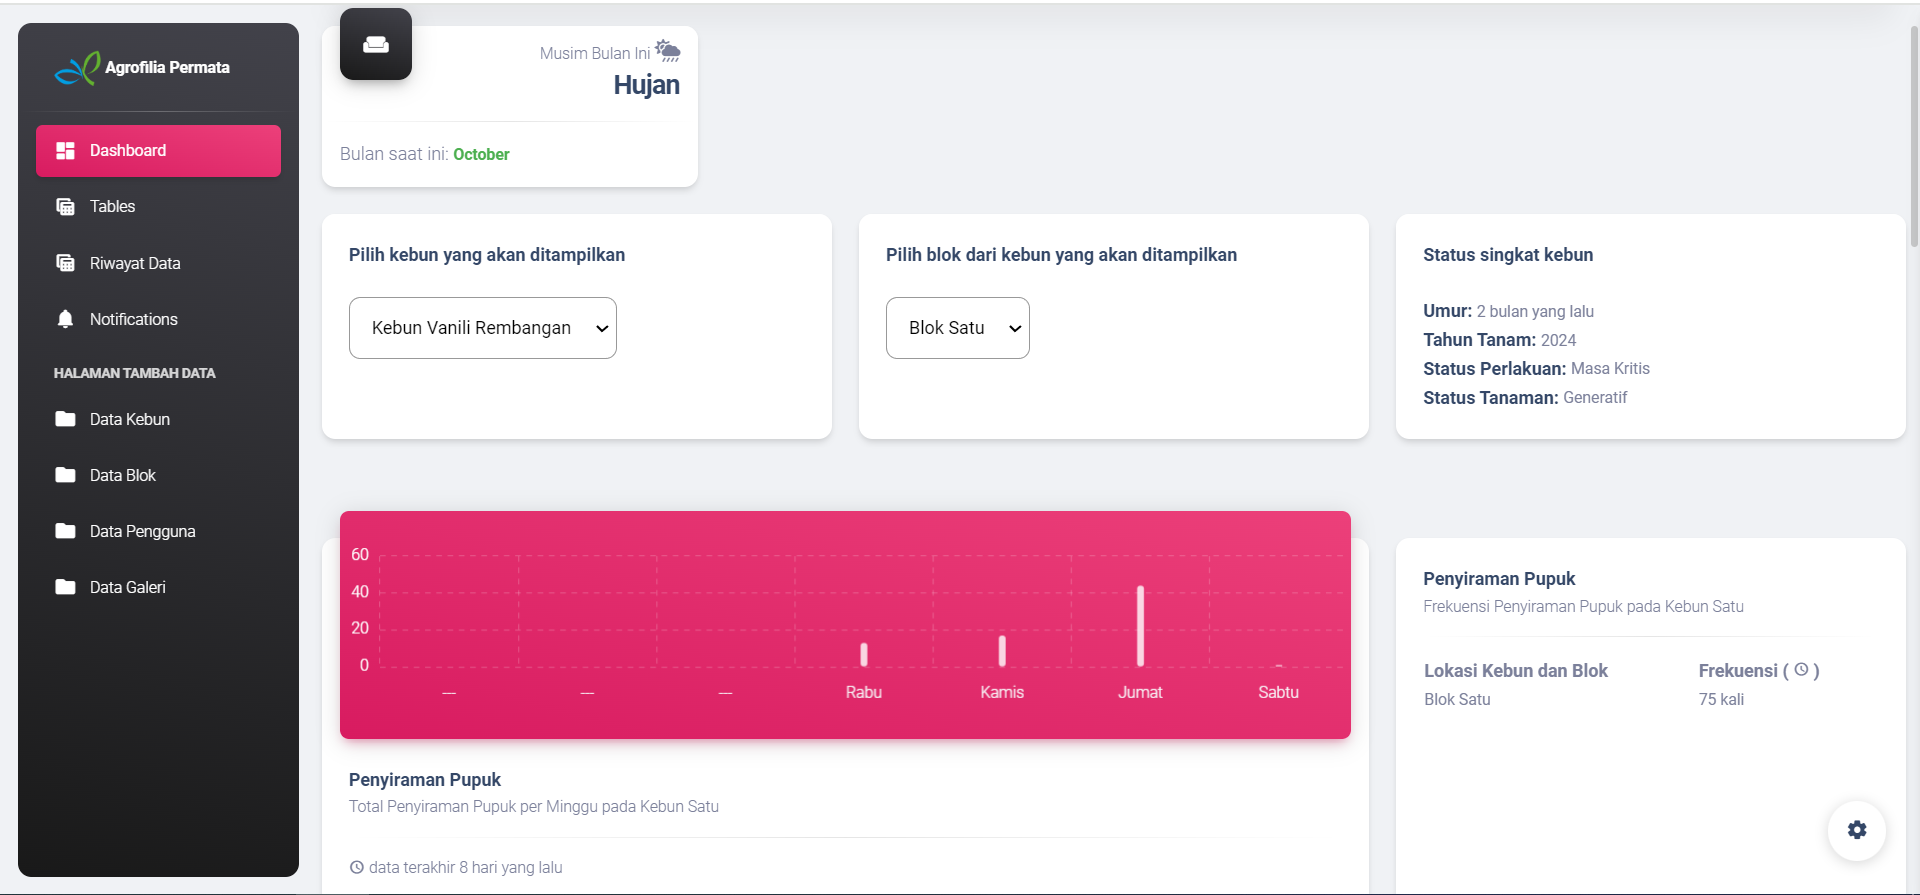 Agrofilia Permata
Dashboard
Tables
Riwayat Data
Notifications
HALAMAN TAMBAH DATA
Data Kebun
Data Blok
Data Pengguna
Data Galeri
Musim Bulan Ini
Hujan
Bulan saat ini: October
Pilih kebun yang akan ditampilkan
Kebun Vanili Rembangan
Pilih blok dari kebun yang akan ditampilkan
Blok Satu
Status singkat kebun
Umur: 2 bulan yang lalu
Tahun Tanam: 2024
Status Perlakuan: Masa Kritis
Status Tanaman: Generatif
60
40
20
0
— — — Rabu Kamis Jumat Sabtu
Penyiraman Pupuk
Total Penyiraman Pupuk per Minggu pada Kebun Satu
data terakhir 8 hari yang lalu
Penyiraman Pupuk
Frekuensi Penyiraman Pupuk pada Kebun Satu
Lokasi Kebun dan Blok Frekuensi ( )
Blok Satu 75 kali